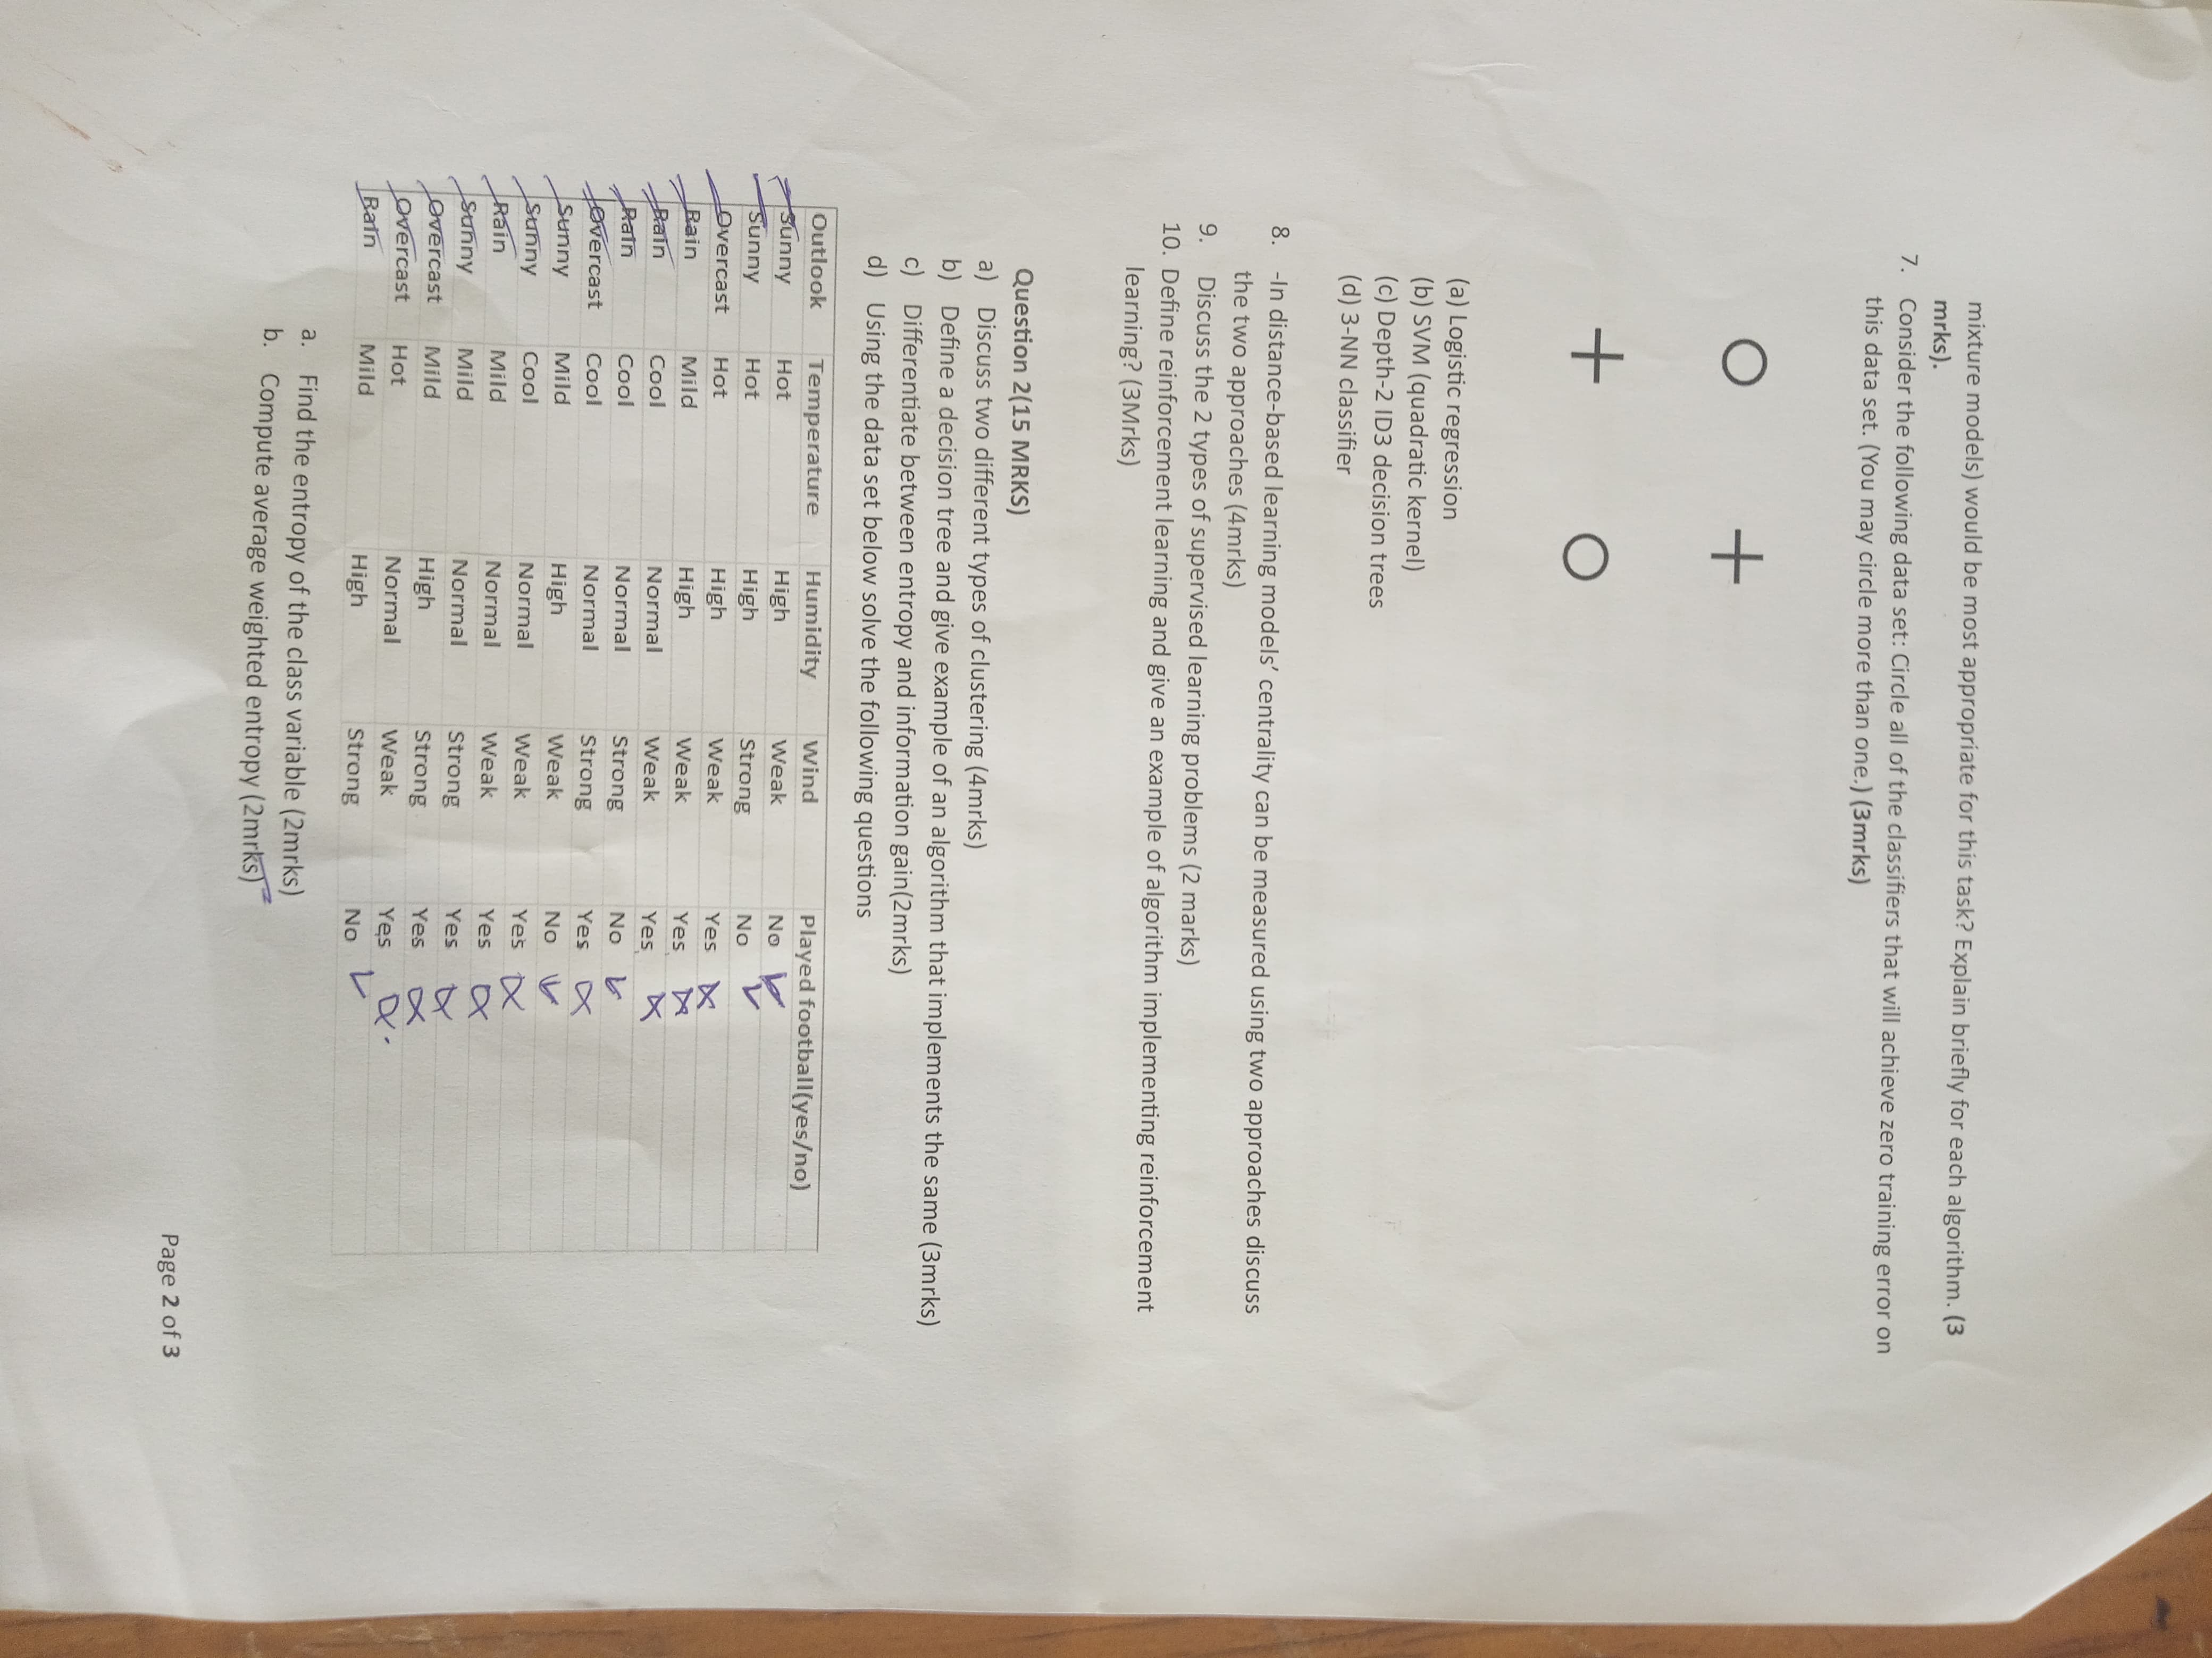 mixture models) would be most appropriate for this task? Explain briefly for each algorithm. (3
mrks).
7. Consider the following data set: Circle all of the classifiers that will achieve zero training error on
this data set. (You may circle more than one.) (3mrks)
(a) Logistic regression
(b) SVM (quadratic kernel)
(c) Depth-2 ID3 decision trees
(d) 3-NN classifier
8. -In distance-based learning models’ centrality can be measured using two approaches discuss
the two approaches (4mrks)
9. Discuss the 2 types of supervised learning problems (2 marks)
10. Define reinforcement learning and give an example of algorithm implementing reinforcement
learning? (3Mrks)
Question 2(15 MRKS)
a) Discuss two different types of clustering (4mrks)
b) Define a decision tree and give example of an algorithm that implements the same (3mrks)
c) Differentiate between entropy and information gain(2mrks)
d) Using the data set below solve the following questions
Outlook Temperature Humidity Wind Played football(yes/no)
Sunny Hot High Weak No
Sunny Hot High Strong No
Overcast Hot High Weak Yes
Rain Mild High Weak Yes
Rain Cool Normal Weak Yes
Rain Cool Normal Strong No
Overcast Cool Normal Strong Yes
Sunny Mild High Weak No
Sunny Cool Normal Weak Yes
Rain Mild Normal Weak Yes
Sunny Mild Normal Strong Yes
Overcast Mild High Strong Yes
Overcast Hot Normal Weak Yes
Rain Mild High Strong No
a. Find the entropy of the class variable (2mrks)
b. Compute average weighted entropy (2mrks)
Page 2 of 3